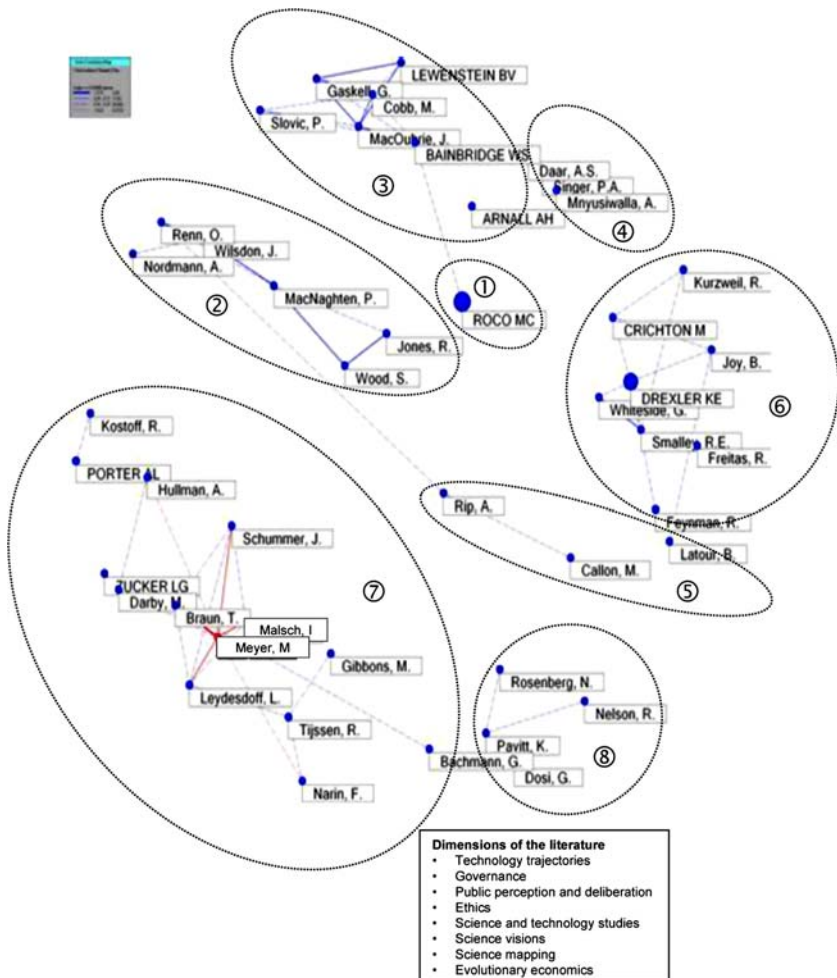 LEWENSTEIN BV
Gaskell, G.
Cobb, M.
Slovic, P.
MacOubrie, J.
BAINBRIDGE WS
③
Daar, A.S.
Singer, P.A.
Mnyusiwalla, A.
ARNALL AH
④
Renn, O.
Wilsdon, J.
Nordmann, A.
①
②
MacNaghten, P.
ROCO MC
Kurzweil, R.
CRICHTON M
Jones, R.
Joy, B.
Wood, S.
DREXLER KE
Whiteside, G.
⑥
Kostoff, R.
Smalley, R.E.
Freitas, R.
PORTER AL
Hullman, A.
Rip, A.
Feynman, R.
Schummer, J.
Latour, B.
Callon, M.
⑤
ZUCKER LG
⑦
Darby, M.
Braun, T.
Malsch, I
Meyer, M
Gibbons, M.
Rosenberg, N.
Leydesdoff, L.
Nelson, R.
Tijssen, R.
Pavitt, K.
Bachmann, G.
⑧
Dosi, G.
Narin, F.
Dimensions of the literature
• Technology trajectories
• Governance
• Public perception and deliberation
• Ethics
• Science and technology studies
• Science visions
• Science mapping
• Evolutionary economics